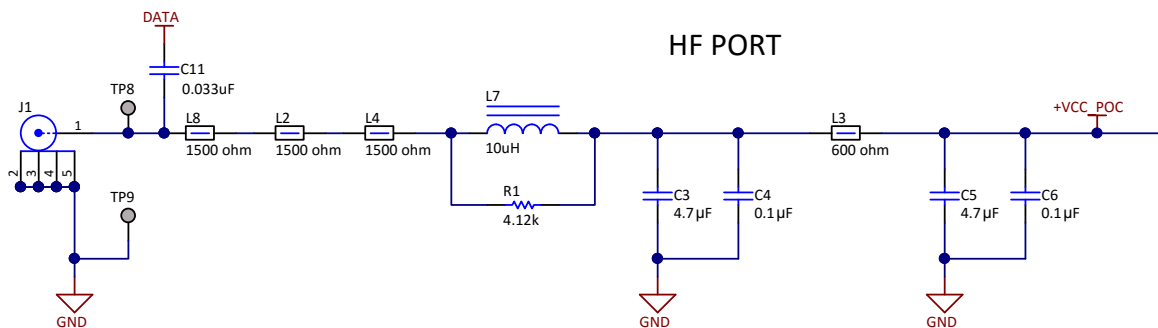 HF PORT
DATA
C11
0.033uF
TP8
J1
1
L8
1500 ohm
L2
1500 ohm
L4
1500 ohm
L7
10uH
R1
4.12k
L3
600 ohm
+VCC_POC
2
3
4
5
TP9
C3
4.7µF
C4
0.1µF
C5
4.7µF
C6
0.1µF
GND
GND
GND